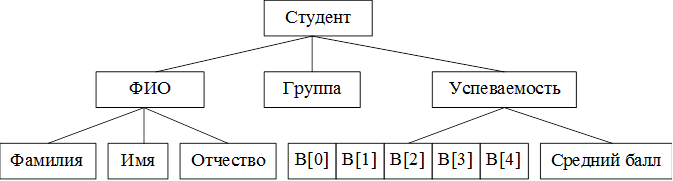 Студент
ФИО
Группа
Успеваемость
Фамилия
Имя
Отчество
B[0] B[1] B[2] B[3] B[4]
Средний балл